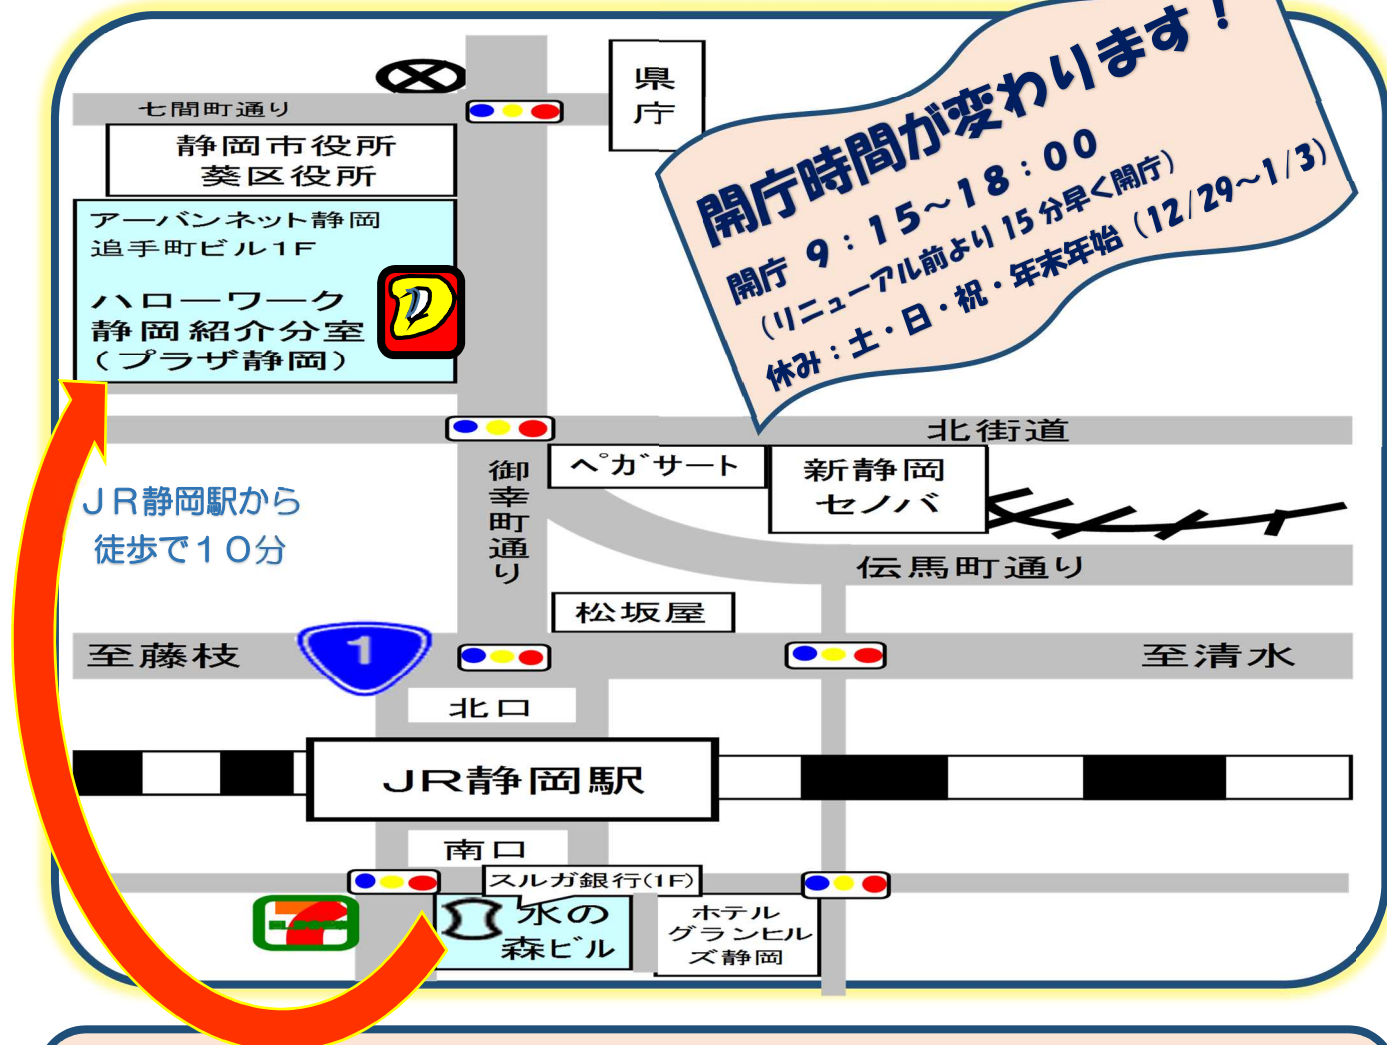 県
庁
七間町通り
静岡市役所
葵区役所
アーバンネット静岡
追手町ビル1F
ハローワーク
静岡紹介分室
(プラザ静岡)
開庁時間が変わります!
開庁 9:15~18:00
(リニューアル前より15分早く開庁)
休み:土・日・祝・年末年始(12/29~1/3)
北街道
御幸町通り
ペガサート
新静岡
セノバ
JR静岡駅から
徒歩で10分
伝馬町通り
松坂屋
至藤枝
1
至清水
北口
JR静岡駅
南口
スルガ銀行(1F)
水の
森ビル
ホテル
グランヒル
ズ静岡